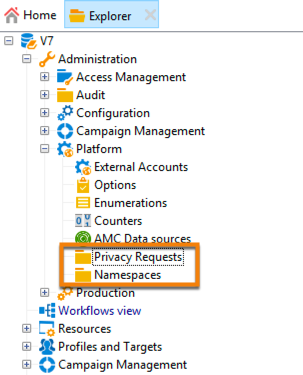 Home Explorer
V7
Administration
Access Management
Audit
Configuration
Campaign Management
Platform
External Accounts
Options
Enumerations
Counters
AMC Data sources
Privacy Requests
Namespaces
Production
Workflows view
Resources
Profiles and Targets
Campaign Management